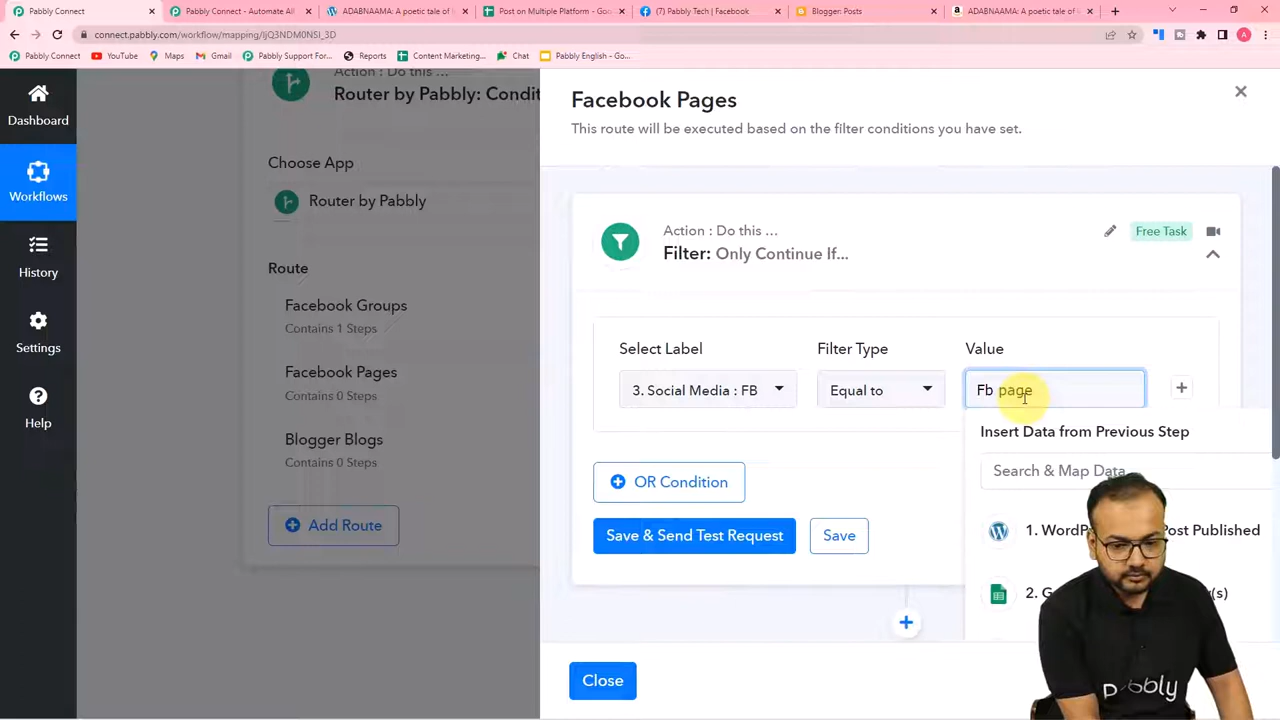 Pabbly Connect
Pabbly Connect - Automate All
ADABNAAMA: A poetic tale of l
Post on Multiple Platform - Goo
(7) Pabbly Tech | Facebook
Blogger: Posts
ADABNAAMA: A poetic tale of
connect.pabbly.com/workflow/mapping/
Pabbly Connect
YouTube
Maps
Gmail
Pabbly Support For...
Reports
Content Marketing...
Chat
Pabbly English – Go...
Dashboard
Workflows
History
Settings
Help
Action : Do this ...
Router by Pabbly: Condit
Choose App
Router by Pabbly
Route
Facebook Groups
Contains 1 Steps
Facebook Pages
Contains 0 Steps
Blogger Blogs
Contains 0 Steps
Add Route
Facebook Pages
This route will be executed based on the filter conditions you have set.
Action : Do this ...
Filter: Only Continue If...
Free Task
Select Label
Filter Type
Value
3. Social Media : FB
Equal to
Fb page
Insert Data from Previous Step
Search & Map Data
OR Condition
Save & Send Test Request
Save
1. WordP Post Published
2. G (s)
Close
Pabbly